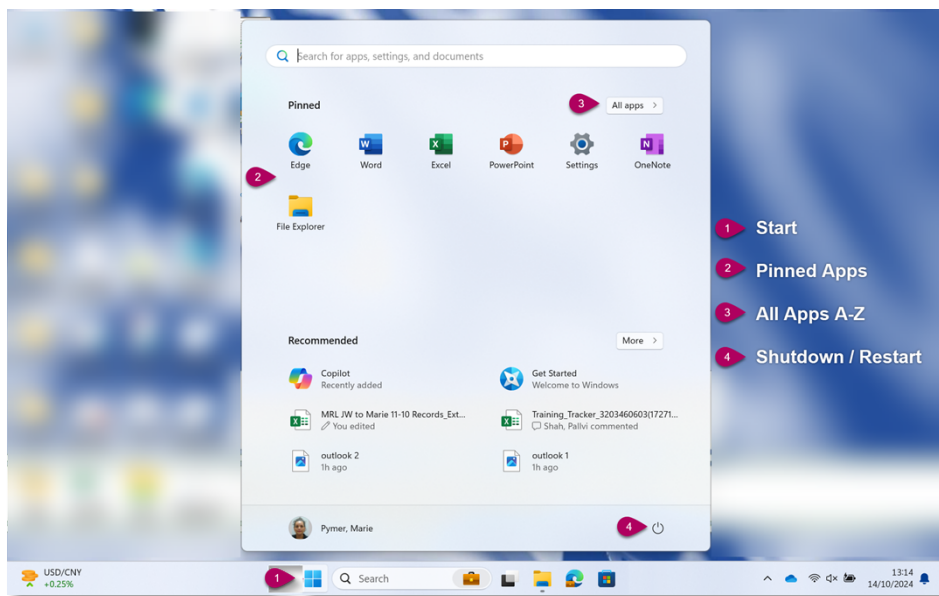 Search for apps, settings, and documents
Pinned
3
All apps
Edge
Word
Excel
PowerPoint
Settings
OneNote
2
File Explorer
1 Start
2 Pinned Apps
3 All Apps A-Z
4 Shutdown / Restart
Recommended
More
Copilot
Recently added
Get Started
Welcome to Windows
MRL JW to Marie 11-10 Records_Ext...
You edited
Training_Tracker_3203460603(17271...
Shah, Pallvi commented
outlook 2
1h ago
outlook 1
1h ago
Pymer, Marie
4
USD/CNY
+0.25%
1
Search
13:14
14/10/2024